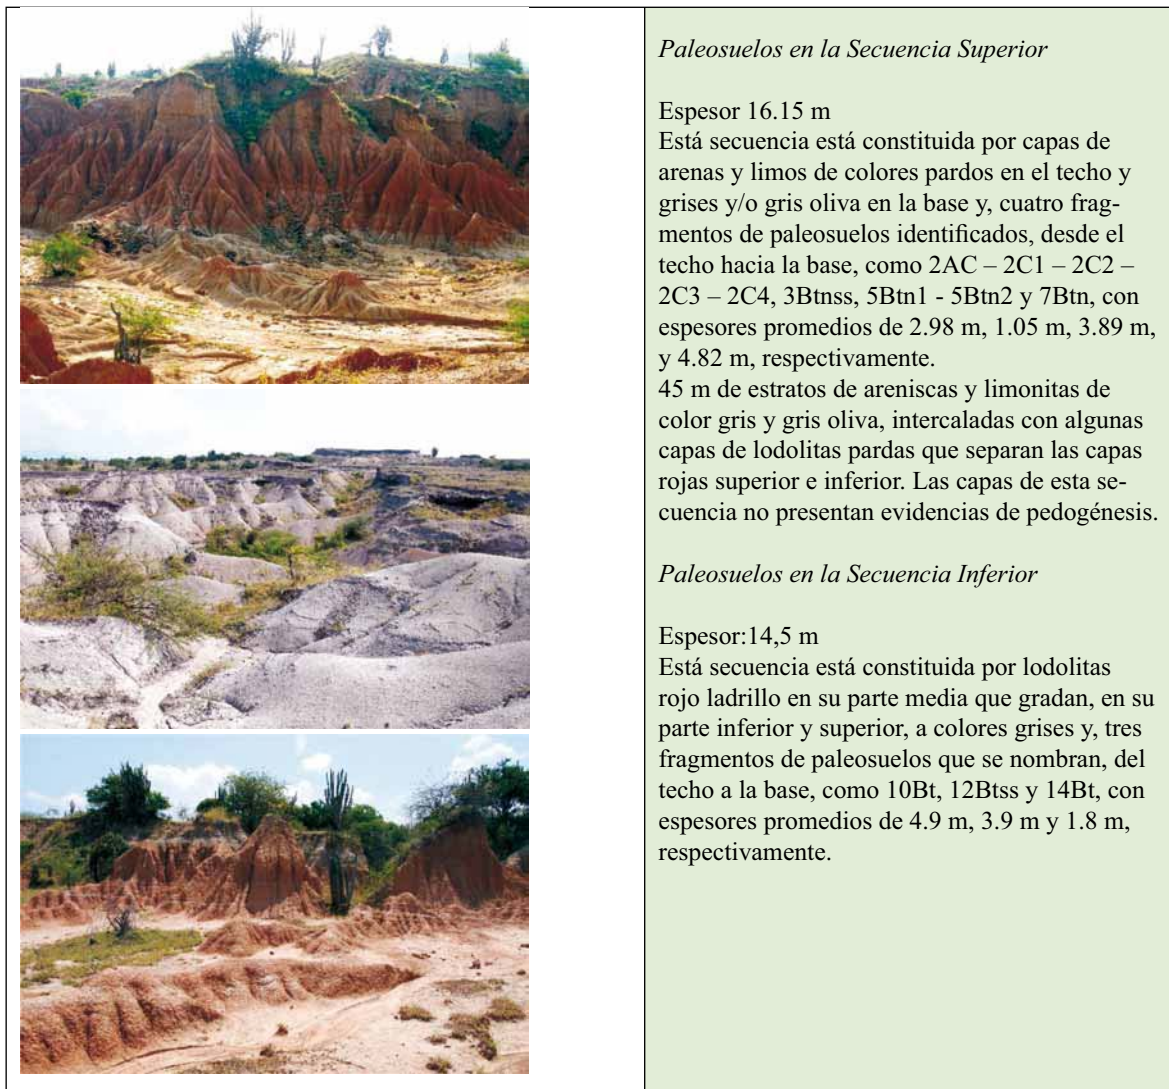 Paleosuelos en la Secuencia Superior
Espesor 16.15 m
Está secuencia está constituida por capas de
arenas y limos de colores pardos en el techo y
grises y/o gris oliva en la base y, cuatro frag-
mentos de paleosuelos identificados, desde el
techo hacia la base, como 2AC – 2C1 – 2C2 –
2C3 – 2C4, 3Btnss, 5Btn1 - 5Btn2 y 7Btn, con
espesores promedios de 2.98 m, 1.05 m, 3.89 m,
y 4.82 m, respectivamente.
45 m de estratos de areniscas y limonitas de
color gris y gris oliva, intercaladas con algunas
capas de lodolitas pardas que separan las capas
rojas superior e inferior. Las capas de esta se-
cuencia no presentan evidencias de pedogénesis.
Paleosuelos en la Secuencia Inferior
Espesor:14,5 m
Está secuencia está constituida por lodolitas
rojo ladrillo en su parte media que gradan, en su
parte inferior y superior, a colores grises y, tres
fragmentos de paleosuelos que se nombran, del
techo a la base, como 10Bt, 12Btss y 14Bt, con
espesores promedios de 4.9 m, 3.9 m y 1.8 m,
respectivamente.